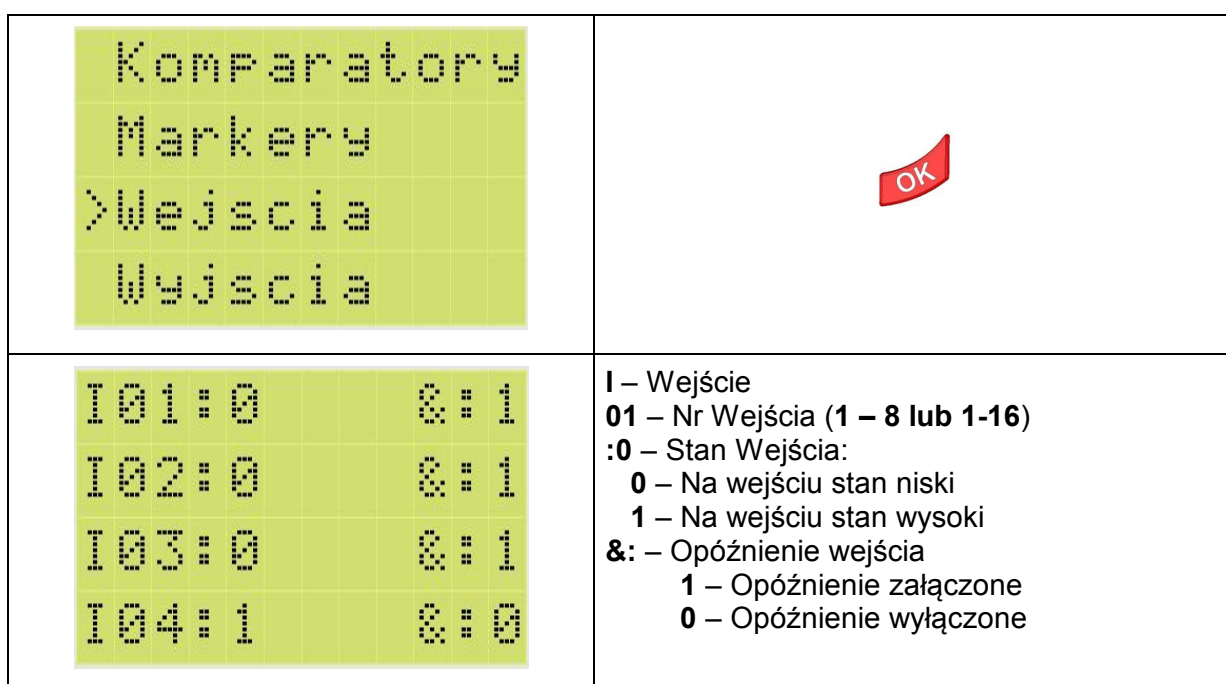 Komparatory
Markery
>Wejscia
Wyjscia
OK
I01:0 &:1
I02:0 &:1
I03:0 &:1
I04:1 &:0
I – Wejście
01 – Nr Wejścia (1 – 8 lub 1-16)
:0 – Stan Wejścia:
0 – Na wejściu stan niski
1 – Na wejściu stan wysoki
&: – Opóźnienie wejścia
1 – Opóźnienie załączone
0 – Opóźnienie wyłączone